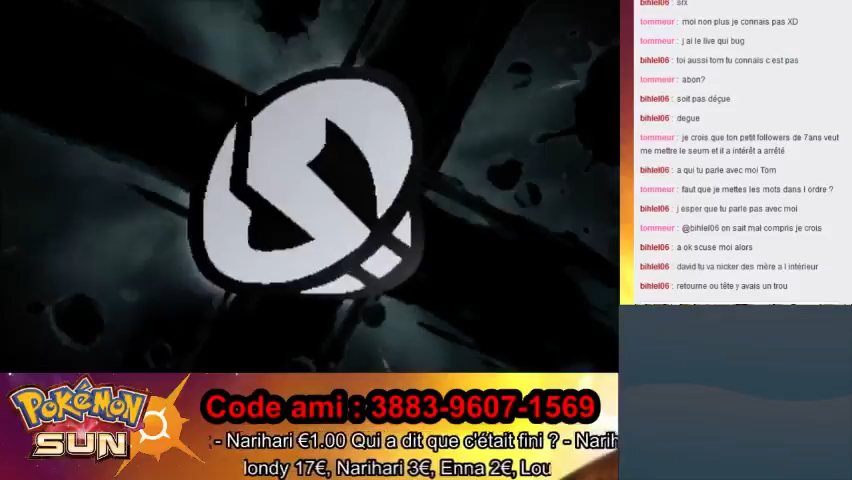 bihlel06 : srx
tommeur : moi non plus je connais pas XD
tommeur : j ai le live qui bug
bihlel06 : toi aussi tom tu connais c est pas
tommeur : abon?
bihlel06 : soit pas déçue
bihlel06 : degue
tommeur : je crois que ton petit followers de 7ans veut
me mettre le seum et il a intérêt a arrêté
bihlel06 : a qui tu parle avec moi Tom
tommeur : faut que je mettes les mots dans l ordre ?
bihlel06 : j esper que tu parle pas avec moi
tommeur : @bihlel06 on sait mal compris je crois
bihlel06 : a ok scuse moi alors
bihlel06 : david tu va nicker des mère a l intérieur
bihlel06 : retourne ou tête y avais un trou
POKéMON
SUN
Code ami : 3883-9607-1569
- Narihari €1.00 Qui a dit que c'était fini ? - Narih
londy 17€, Narihari 3€, Enna 2€, Lou